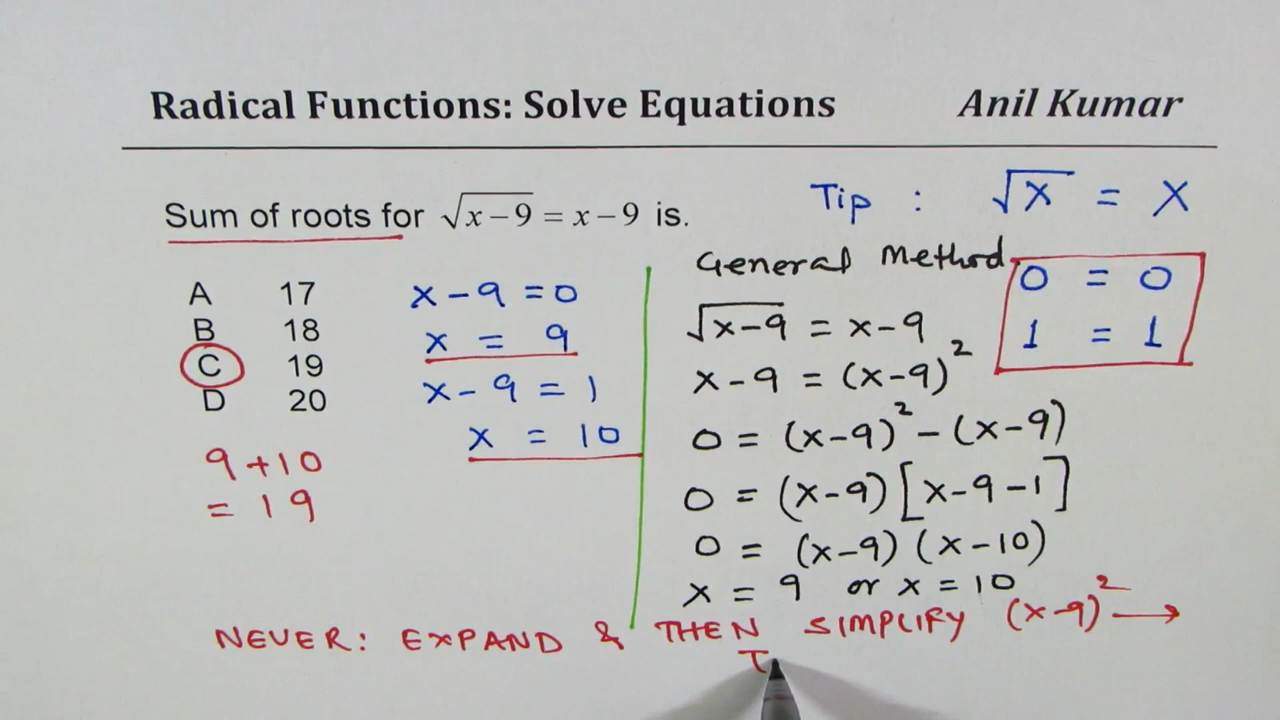 Radical Functions: Solve Equations Anil Kumar
Sum of roots for √x−9 = x−9 is.
A 17
B 18
C 19
D 20
9+10
= 19
x−9 = 0
x = 9
x−9 = 1
x = 10
Tip : √x = x
0 = 0
1 = 1
General Method
√x−9 = x−9
x−9 = (x−9)²
0 = (x−9)² − (x−9)
0 = (x−9)[x−9−1]
0 = (x−9)(x−10)
x = 9 or x = 10
NEVER: EXPAND & THEN SIMPLIFY (x−9)² →
T